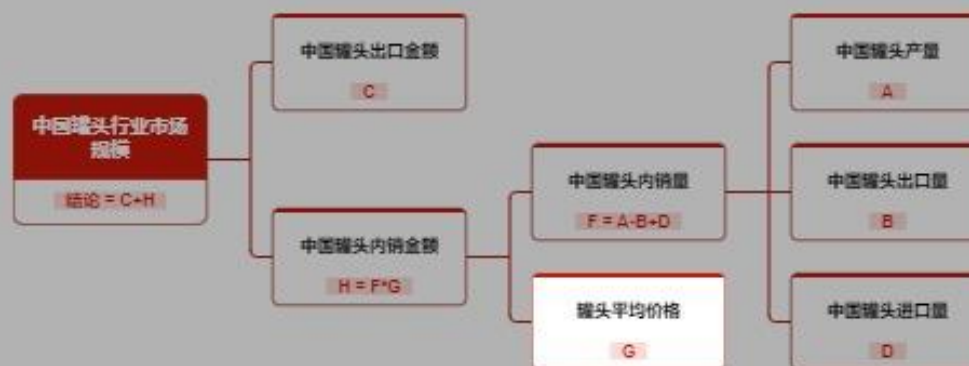 中国罐头行业市场
规模
结论 = C+H
中国罐头出口金额
C
中国罐头内销金额
H = F*G
中国罐头内销量
F = A-B+D
罐头平均价格
G
中国罐头产量
A
中国罐头出口量
B
中国罐头进口量
D